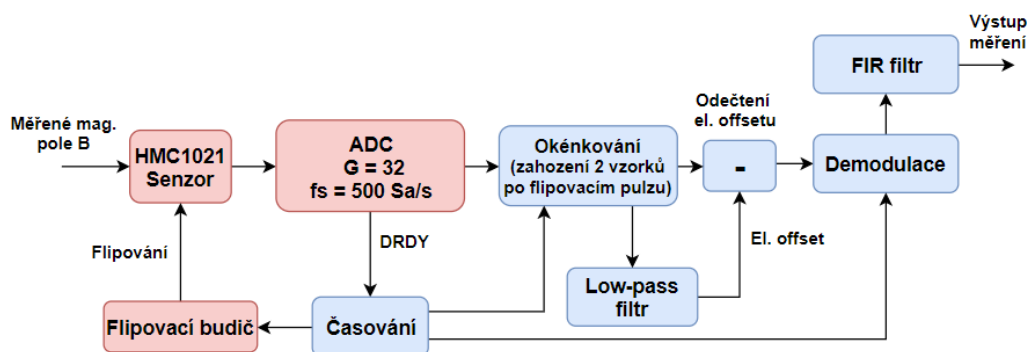 Výstup
měření
FIR filtr
Odečtení
el. offsetu
Měřené mag.
pole B
HMC1021
Senzor
ADC
G = 32
fs = 500 Sa/s
Okénkování
(zahození 2 vzorků
po flipovacím pulzu)
-
Demodulace
Flipování
DRDY
El. offset
Low-pass
filtr
Flipovací budič
Časování